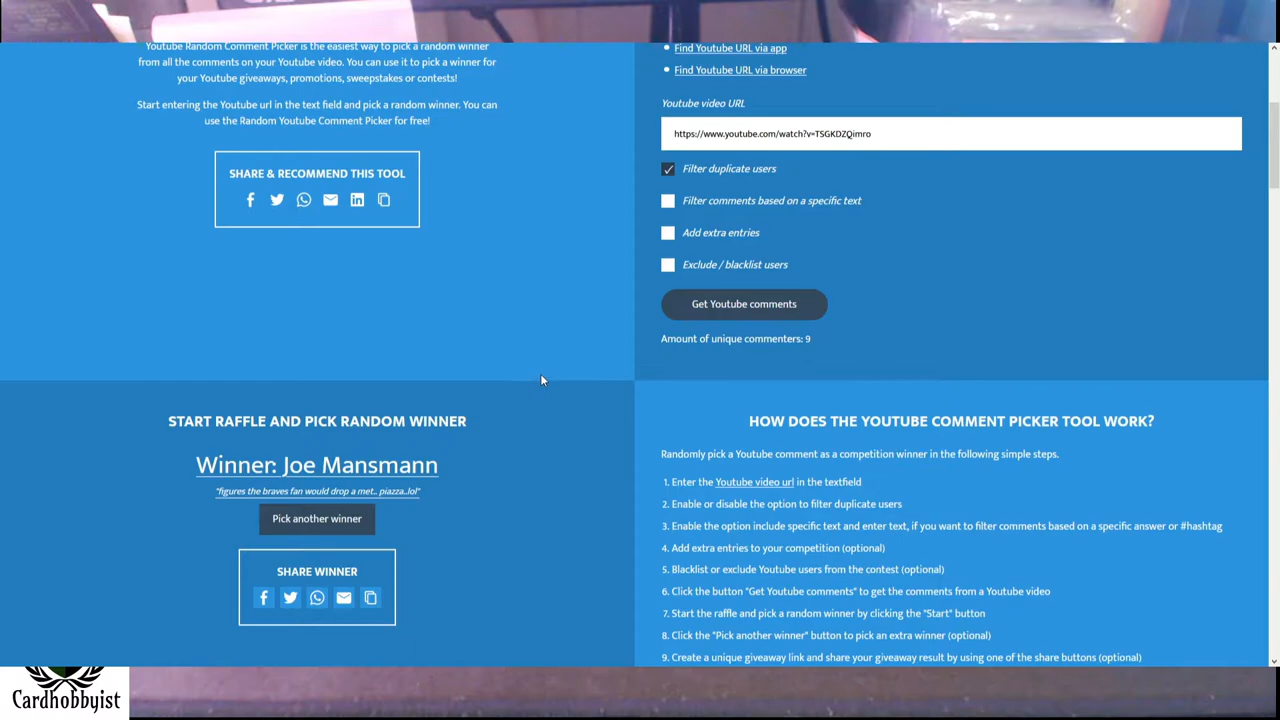 Youtube Random Comment Picker is the easiest way to pick a random winner
from all the comments on your Youtube video. You can use it to pick a winner for
your Youtube giveaways, promotions, sweepstakes or contests!
Start entering the Youtube url in the text field and pick a random winner. You can
use the Random Youtube Comment Picker for free!
SHARE & RECOMMEND THIS TOOL
Find Youtube URL via app
Find Youtube URL via browser
Youtube video URL
https://www.youtube.com/watch?v=TSGKDZQimro
Filter duplicate users
Filter comments based on a specific text
Add extra entries
Exclude / blacklist users
Get Youtube comments
Amount of unique commenters: 9
START RAFFLE AND PICK RANDOM WINNER
Winner: Joe Mansmann
"figures the braves fan would drop a met.. piazza..lol"
Pick another winner
SHARE WINNER
HOW DOES THE YOUTUBE COMMENT PICKER TOOL WORK?
Randomly pick a Youtube comment as a competition winner in the following simple steps.
1. Enter the Youtube video url in the textfield
2. Enable or disable the option to filter duplicate users
3. Enable the option include specific text and enter text, if you want to filter comments based on a specific answer or #hashtag
4. Add extra entries to your competition (optional)
5. Blacklist or exclude Youtube users from the contest (optional)
6. Click the button "Get Youtube comments" to get the comments from a Youtube video
7. Start the raffle and pick a random winner by clicking the "Start" button
8. Click the "Pick another winner" button to pick an extra winner (optional)
9. Create a unique giveaway link and share your giveaway result by using one of the share buttons (optional)
Cardhobbyist